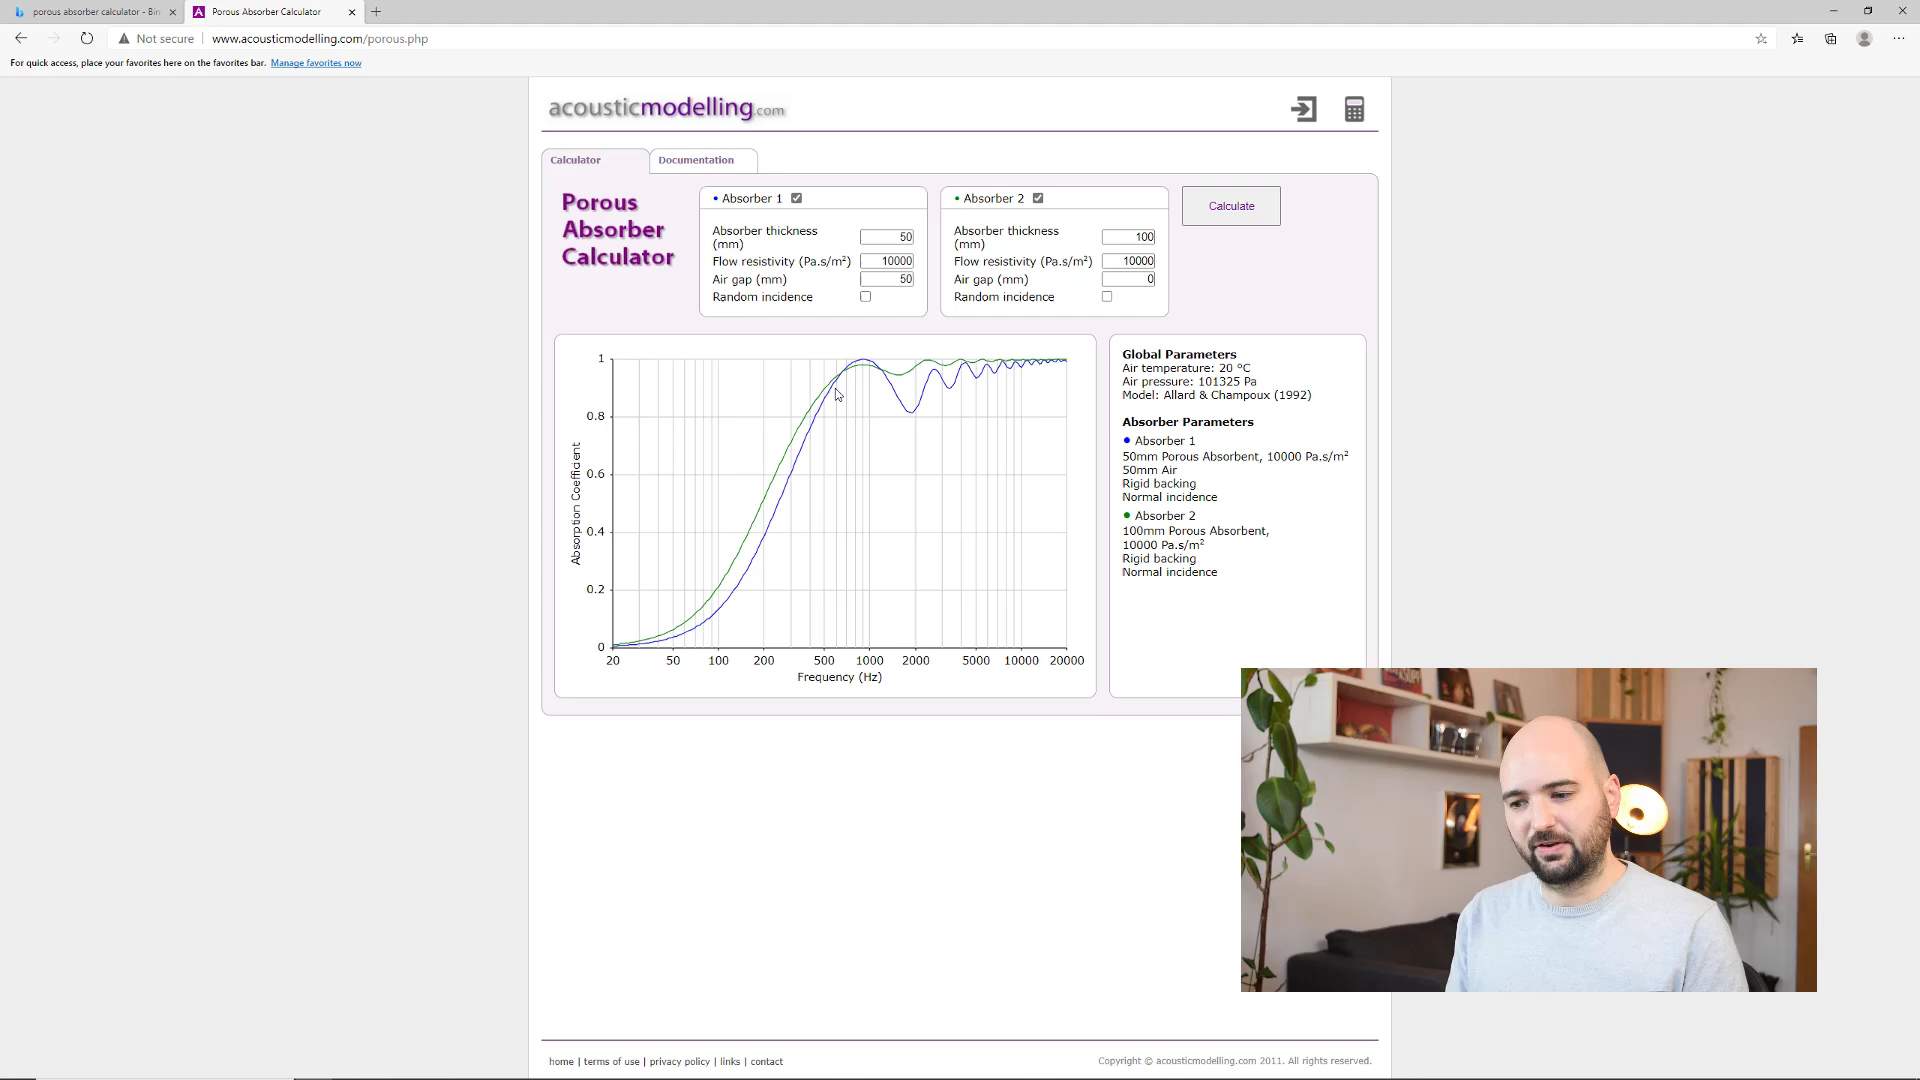 porous absorber calculator - Bin
Porous Absorber Calculator
Not secure
www.acousticmodelling.com/porous.php
For quick access, place your favorites here on the favorites bar. Manage favorites now
acousticmodelling.com
Calculator
Documentation
Porous
Absorber
Calculator
Absorber 1
Absorber thickness
(mm)
50
Flow resistivity (Pa.s/m²)
10000
Air gap (mm)
50
Random incidence
Absorber 2
Absorber thickness
(mm)
100
Flow resistivity (Pa.s/m²)
10000
Air gap (mm)
0
Random incidence
Calculate
Absorption Coefficient
1
0.8
0.6
0.4
0.2
0
20 50 100 200 500 1000 2000 5000 10000 20000
Frequency (Hz)
Global Parameters
Air temperature: 20 ºC
Air pressure: 101325 Pa
Model: Allard & Champoux (1992)
Absorber Parameters
Absorber 1
50mm Porous Absorbent, 10000 Pa.s/m²
50mm Air
Rigid backing
Normal incidence
Absorber 2
100mm Porous Absorbent,
10000 Pa.s/m²
Rigid backing
Normal incidence
home | terms of use | privacy policy | links | contact
Copyright © acousticmodelling.com 2011. All rights reserved.